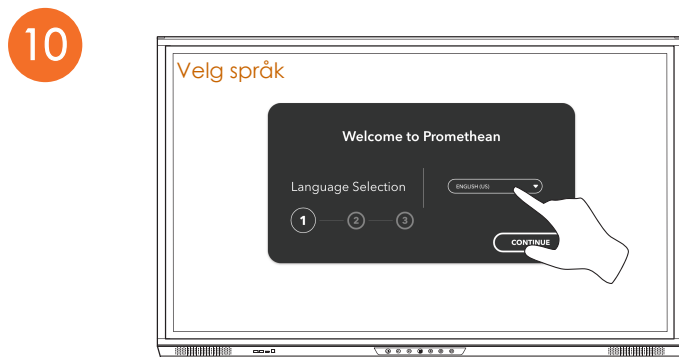 10
Velg språk
Welcome to Promethean
Language Selection
ENGLISH (US)
1 2 3
CONTINUE